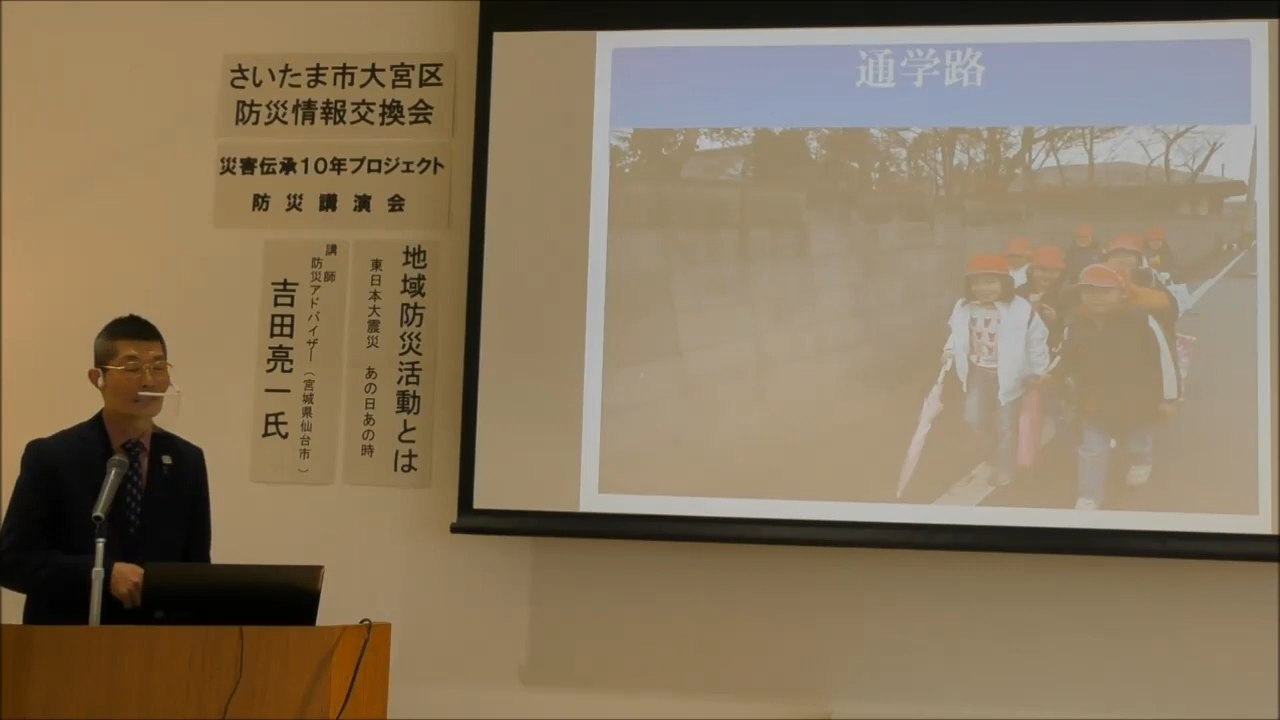 さいたま市大宮区
防災情報交換会
災害伝承10年プロジェクト
防災講演会
地域防災活動とは
東日本大震災 あの日あの時
講師
防災アドバイザー（宮城県仙台市）
吉田亮一氏
通学路